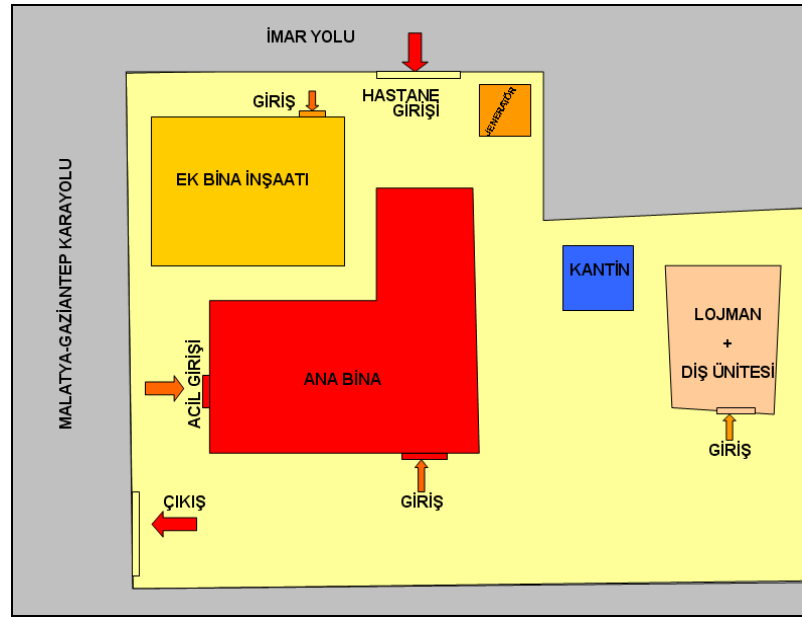 İMAR YOLU
GİRİŞ
HASTANE
GİRİŞİ
JENERATÖR
EK BİNA İNŞAATI
MALATYA-GAZİANTEP KARAYOLU
KANTİN
LOJMAN
+
DİŞ ÜNİTESİ
ACİL GİRİŞİ
ANA BİNA
GİRİŞ
ÇIKIŞ
GİRİŞ